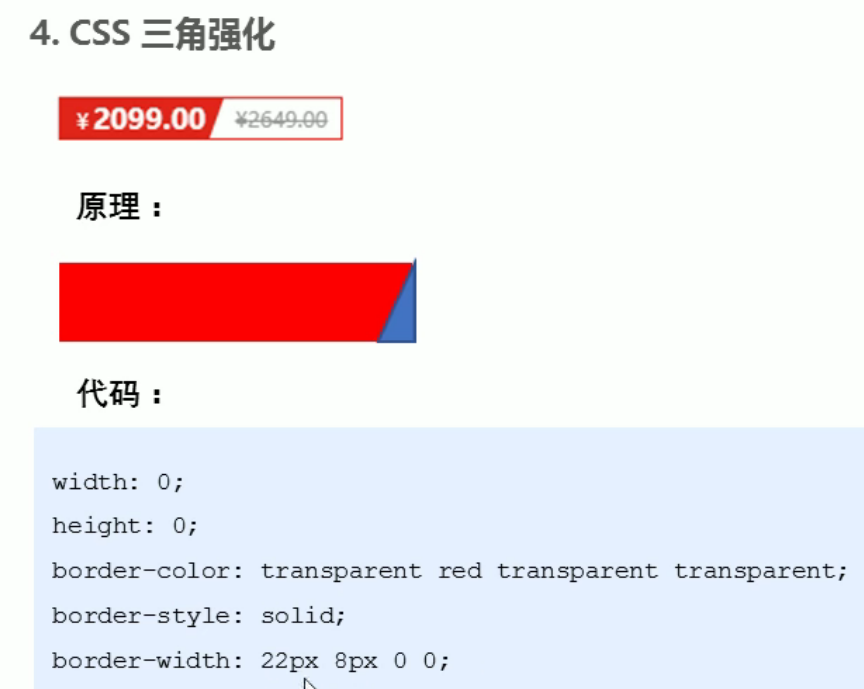 4. CSS 三角强化
¥2099.00 ¥2649.00
原理：
代码：
width: 0;
height: 0;
border-color: transparent red transparent transparent;
border-style: solid;
border-width: 22px 8px 0 0;